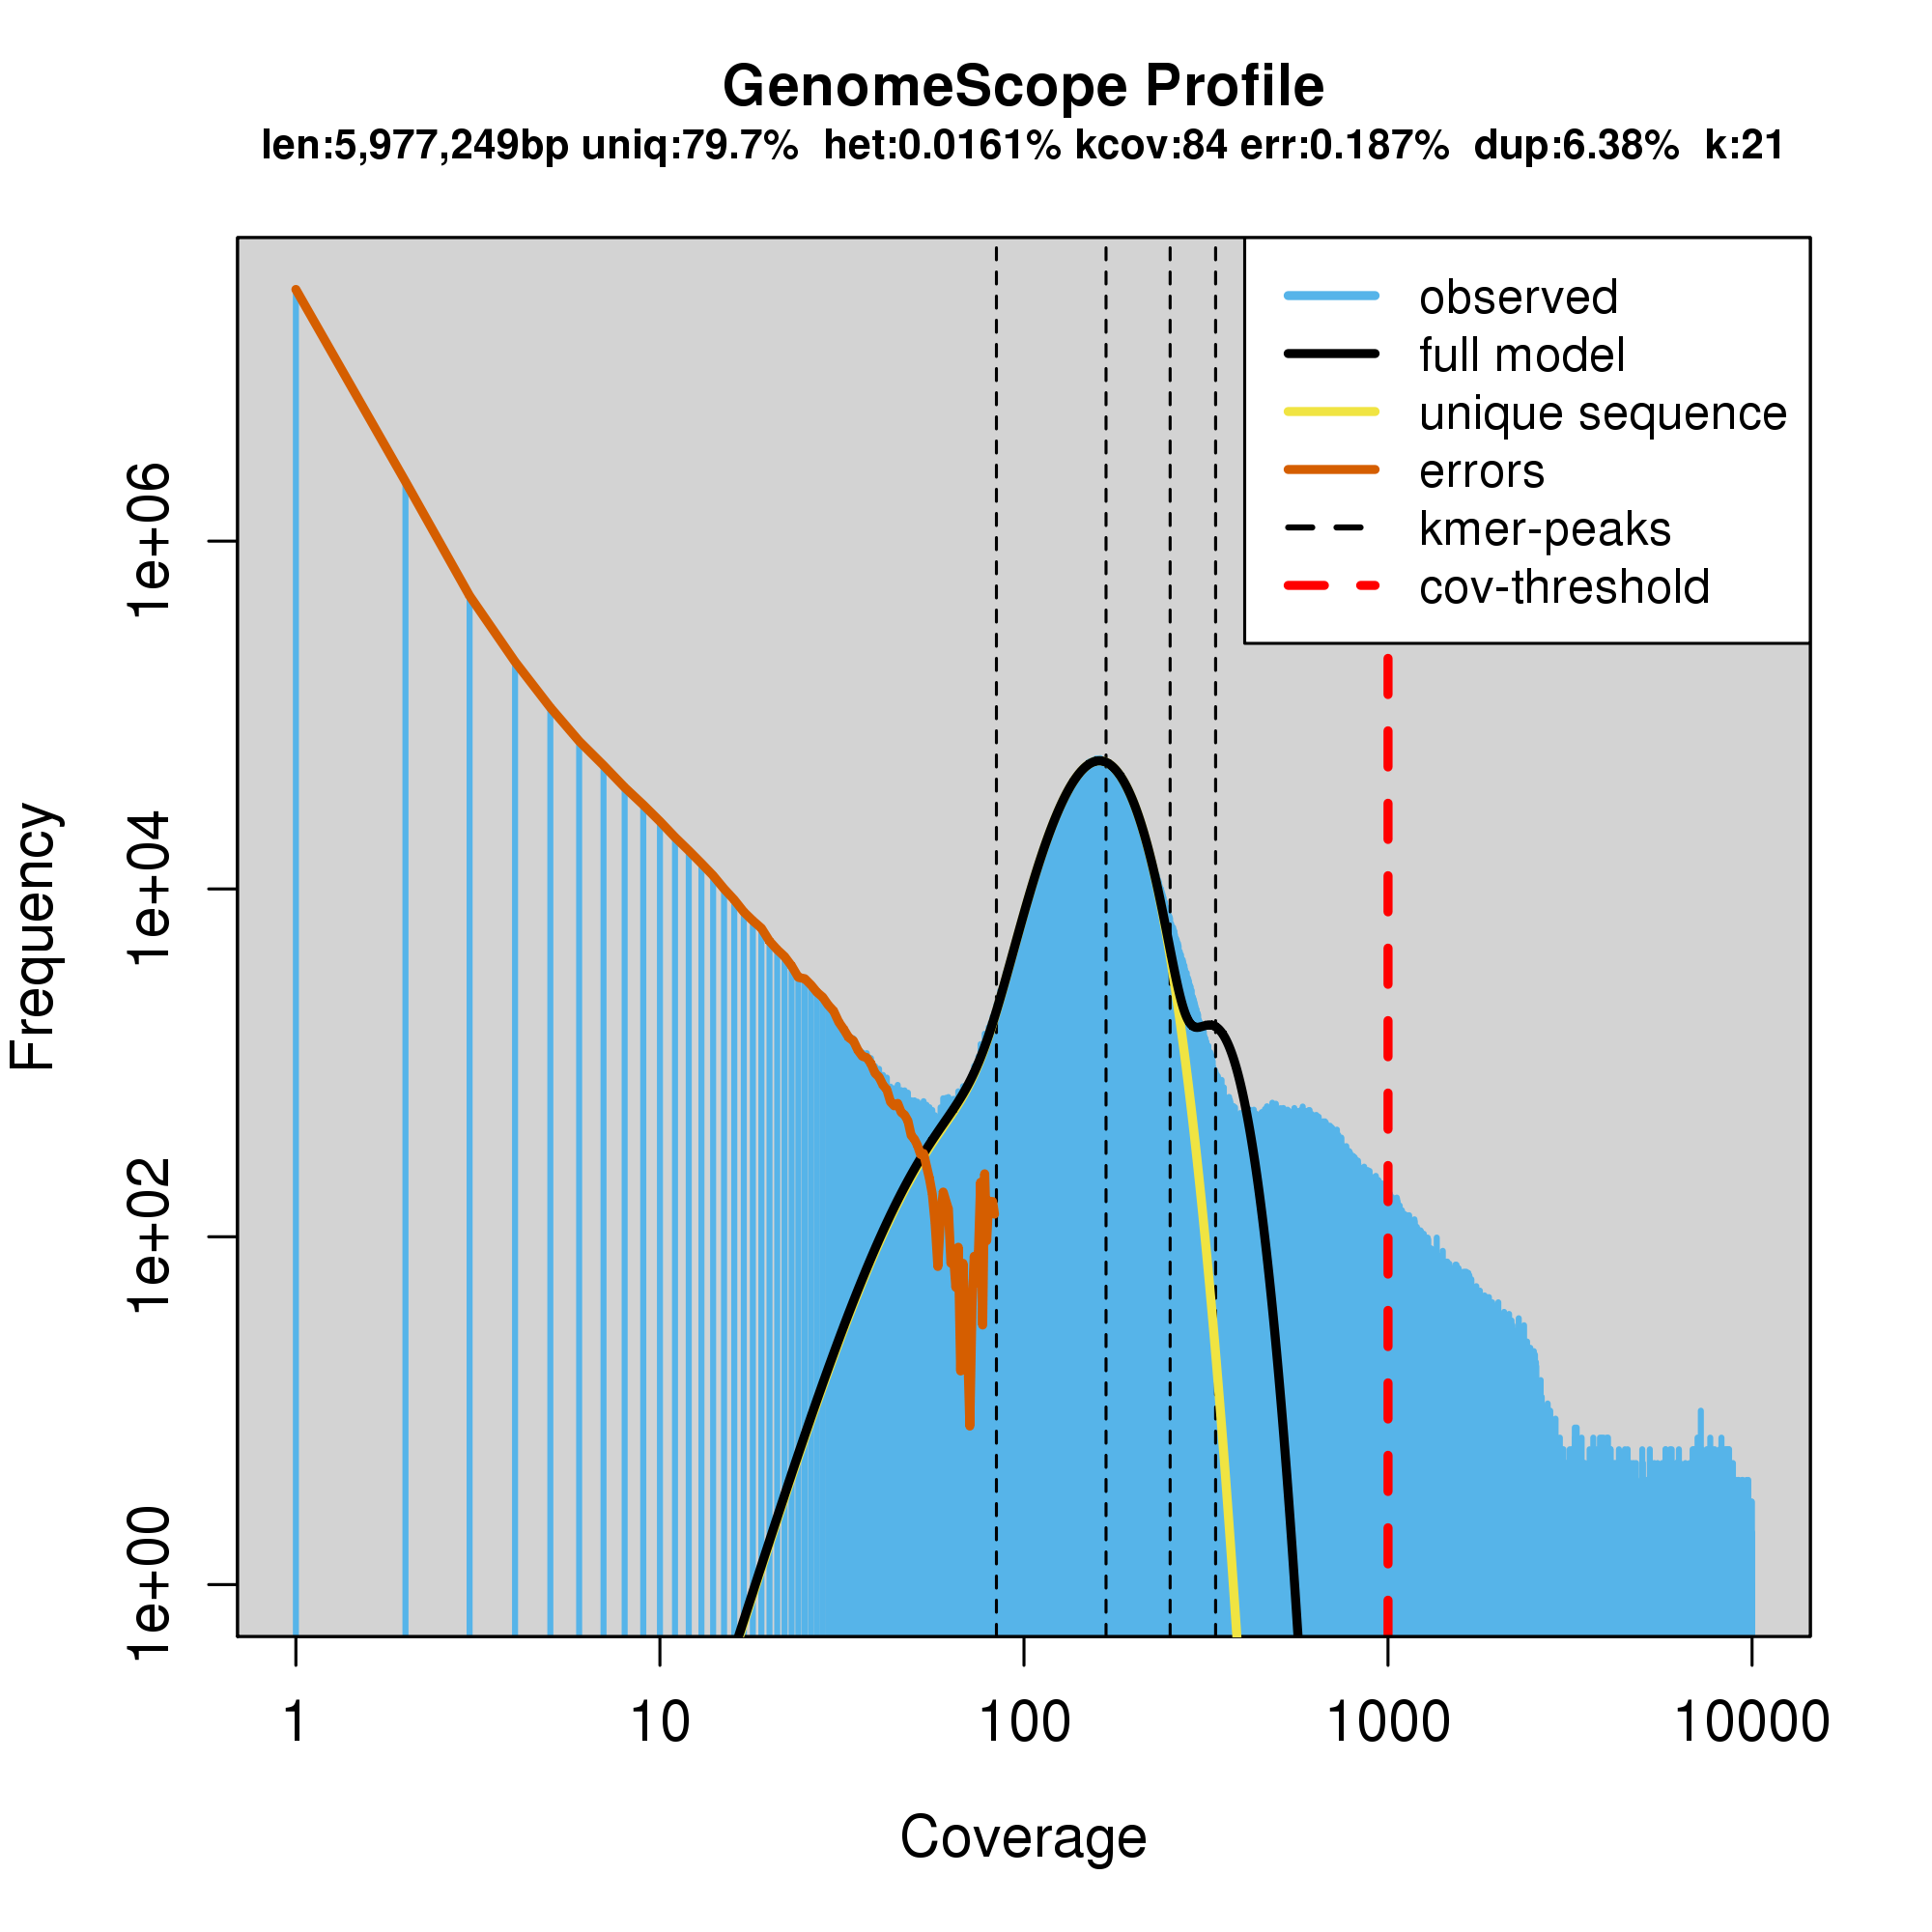 GenomeScope Profile
len:5,977,249bp uniq:79.7% het:0.0161% kcov:84 err:0.187% dup:6.38% k:21
observed
full model
unique sequence
errors
kmer-peaks
cov-threshold
Frequency
1e+06
1e+04
1e+02
1e+00
1 10 100 1000 10000
Coverage